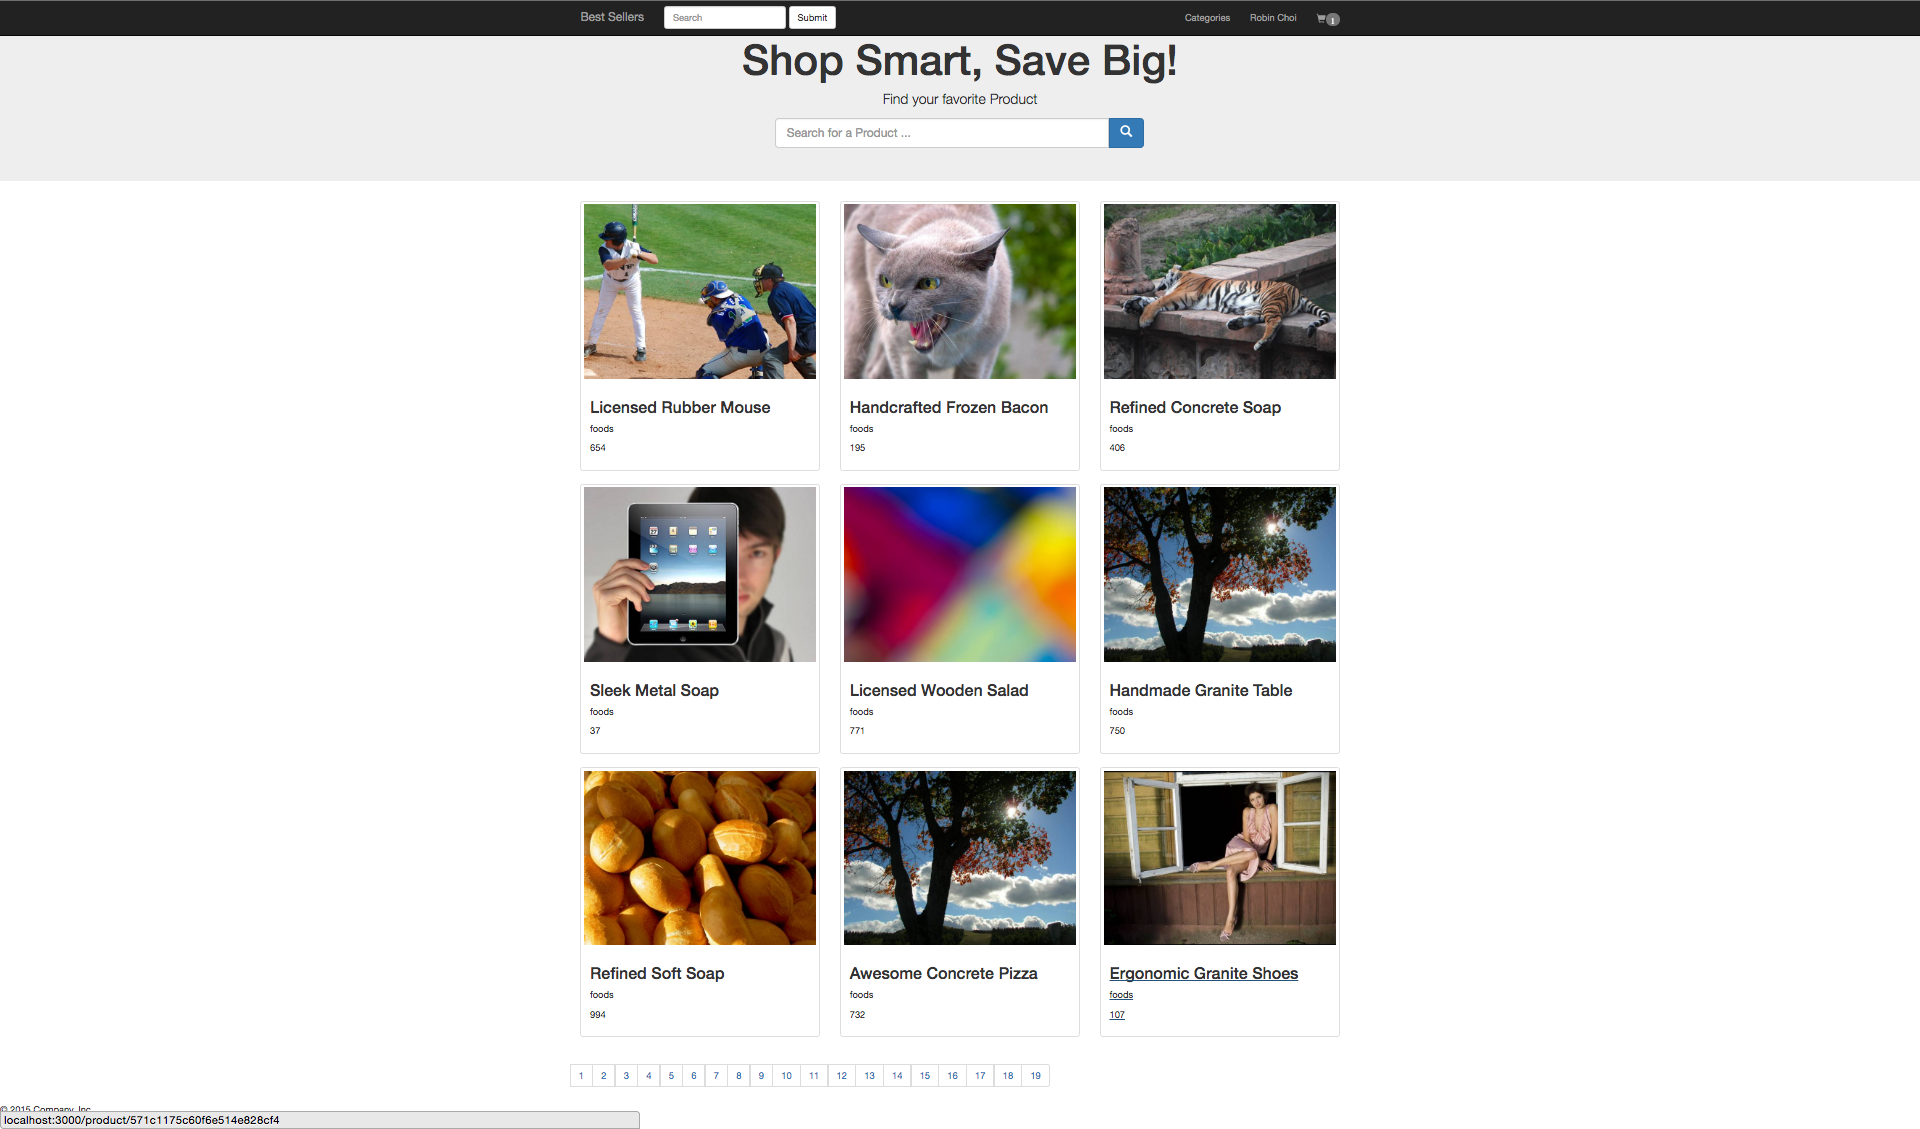 Best Sellers Search Submit Categories Robin Choi 1
Shop Smart, Save Big!
Find your favorite Product
Search for a Product ...
Licensed Rubber Mouse
foods
654
Handcrafted Frozen Bacon
foods
195
Refined Concrete Soap
foods
406
Sleek Metal Soap
foods
37
Licensed Wooden Salad
foods
771
Handmade Granite Table
foods
750
Refined Soft Soap
foods
994
Awesome Concrete Pizza
foods
732
Ergonomic Granite Shoes
foods
107
1 2 3 4 5 6 7 8 9 10 11 12 13 14 15 16 17 18 19
© 2015 Company, Inc.
localhost:3000/product/571c1175c60f6e514e828cf4